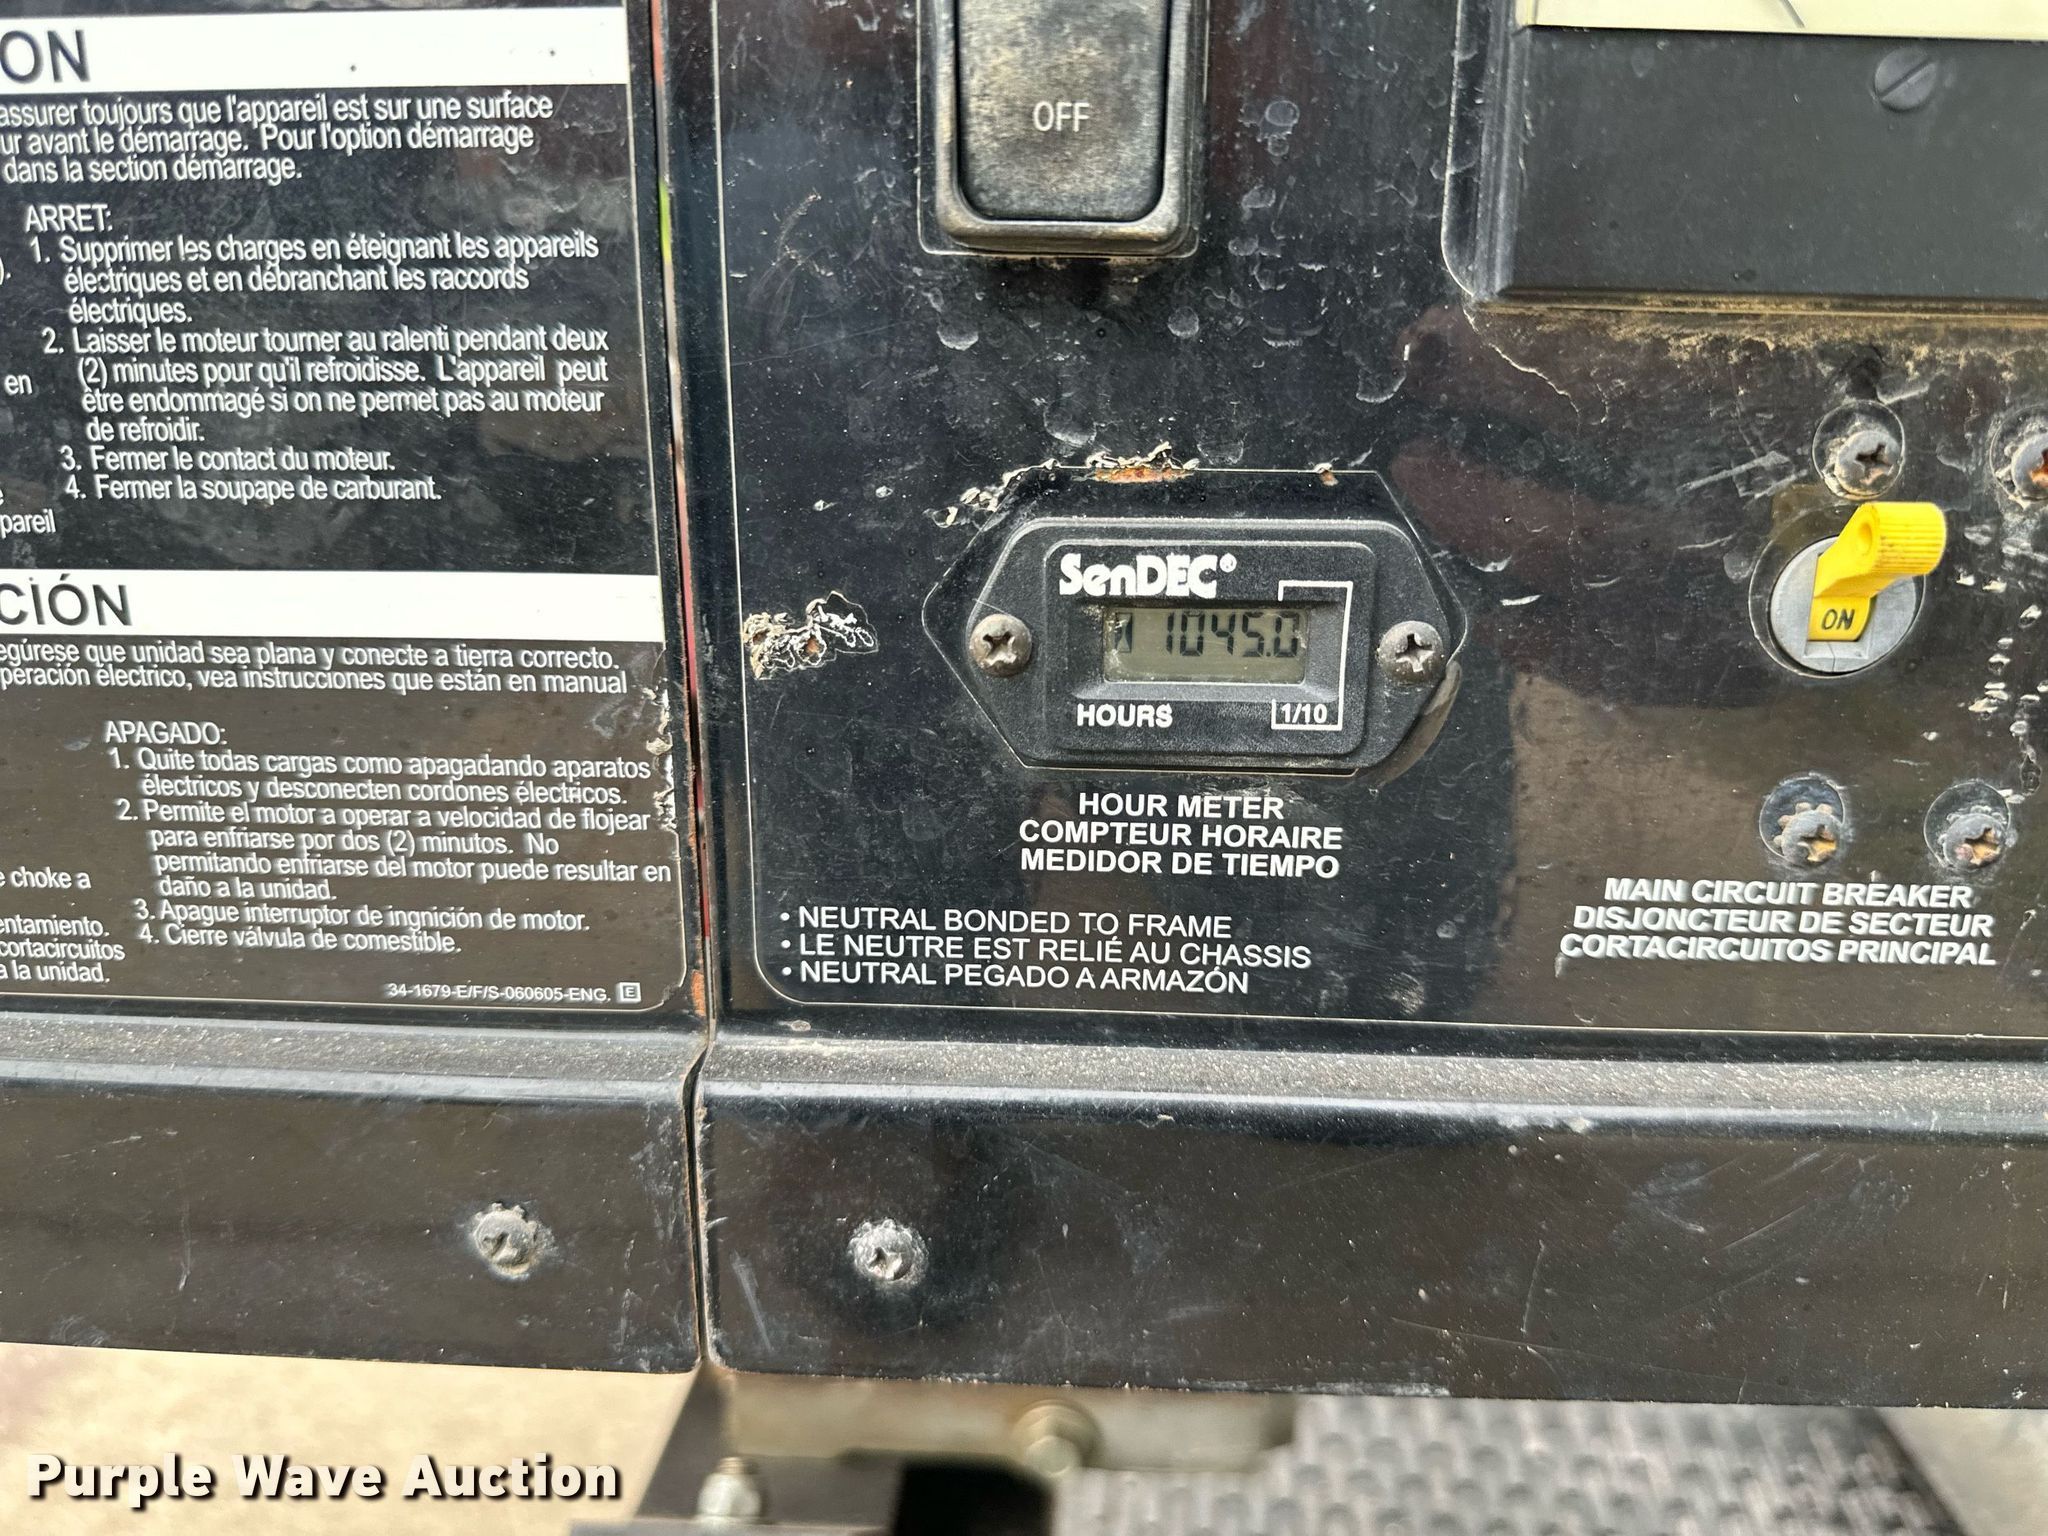 ON
assurer toujours que l'appareil est sur une surface
ur avant le démarrage. Pour l'option démarrage
dans la section démarrage.
ARRET:
1. Supprimer les charges en éteignant les appareils
électriques et en débranchant les raccords
électriques.
2. Laisser le moteur tourner au ralenti pendant deux
(2) minutes pour qu'il refroidisse. L'appareil peut
être endommagé si on ne permet pas au moteur
de refroidir.
3. Fermer le contact du moteur.
4. Fermer la soupape de carburant.
).
en
pareil
CIÓN
egúrese que unidad sea plana y conecte a tierra correcto.
peración électrico, vea instrucciones que están en manual
APAGADO:
1. Quite todas cargas como apagadando aparatos
électricos y desconecten cordones électricos.
2. Permite el motor a operar a velocidad de flojear
para enfriarse por dos (2) minutos. No
permitando enfriarse del motor puede resultar en
daño a la unidad.
3. Apague interruptor de ingnición de motor.
4. Cierre válvula de comestible.
e choke a
entamiento.
cortacircuitos
a la unidad.
34-1679-E/F/S-060605-ENG. E
OFF
SenDEC®
1045.0
HOURS 1/10
HOUR METER
COMPTEUR HORAIRE
MEDIDOR DE TIEMPO
• NEUTRAL BONDED TO FRAME
• LE NEUTRE EST RELIÉ AU CHASSIS
• NEUTRAL PEGADO A ARMAZÓN
ON
MAIN CIRCUIT BREAKER
DISJONCTEUR DE SECTEUR
CORTACIRCUITOS PRINCIPAL
Purple Wave Auction